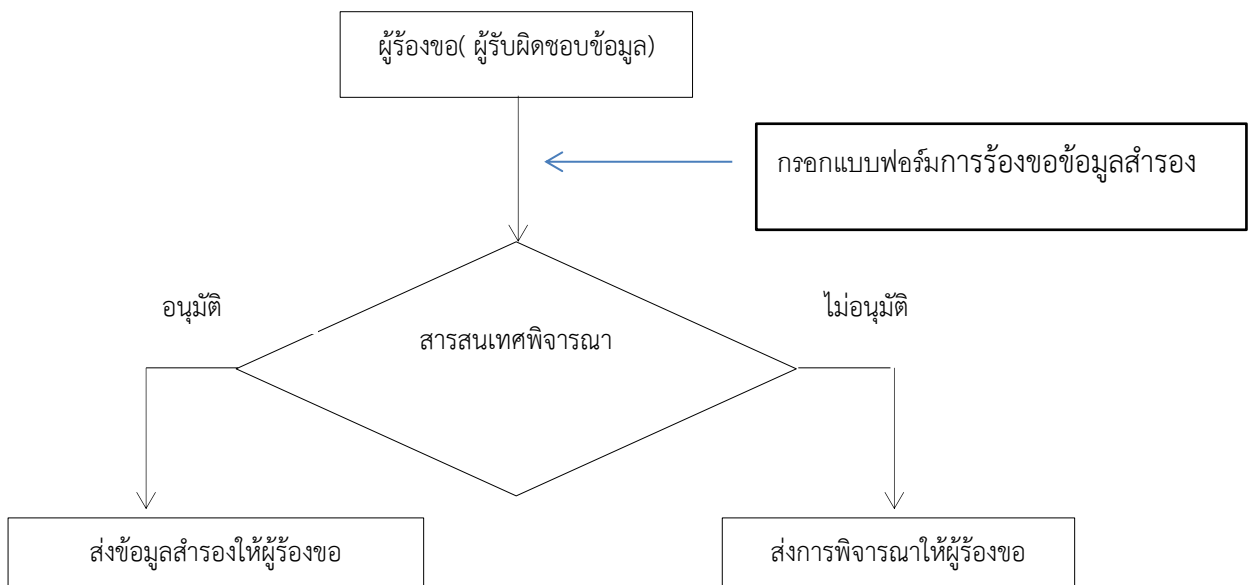 ผู้ร้องขอ( ผู้รับผิดชอบข้อมูล)
กรอกแบบฟอร์มการร้องขอข้อมูลสำรอง
อนุมัติ
ไม่อนุมัติ
สารสนเทศพิจารณา
ส่งข้อมูลสำรองให้ผู้ร้องขอ
ส่งการพิจารณาให้ผู้ร้องขอ